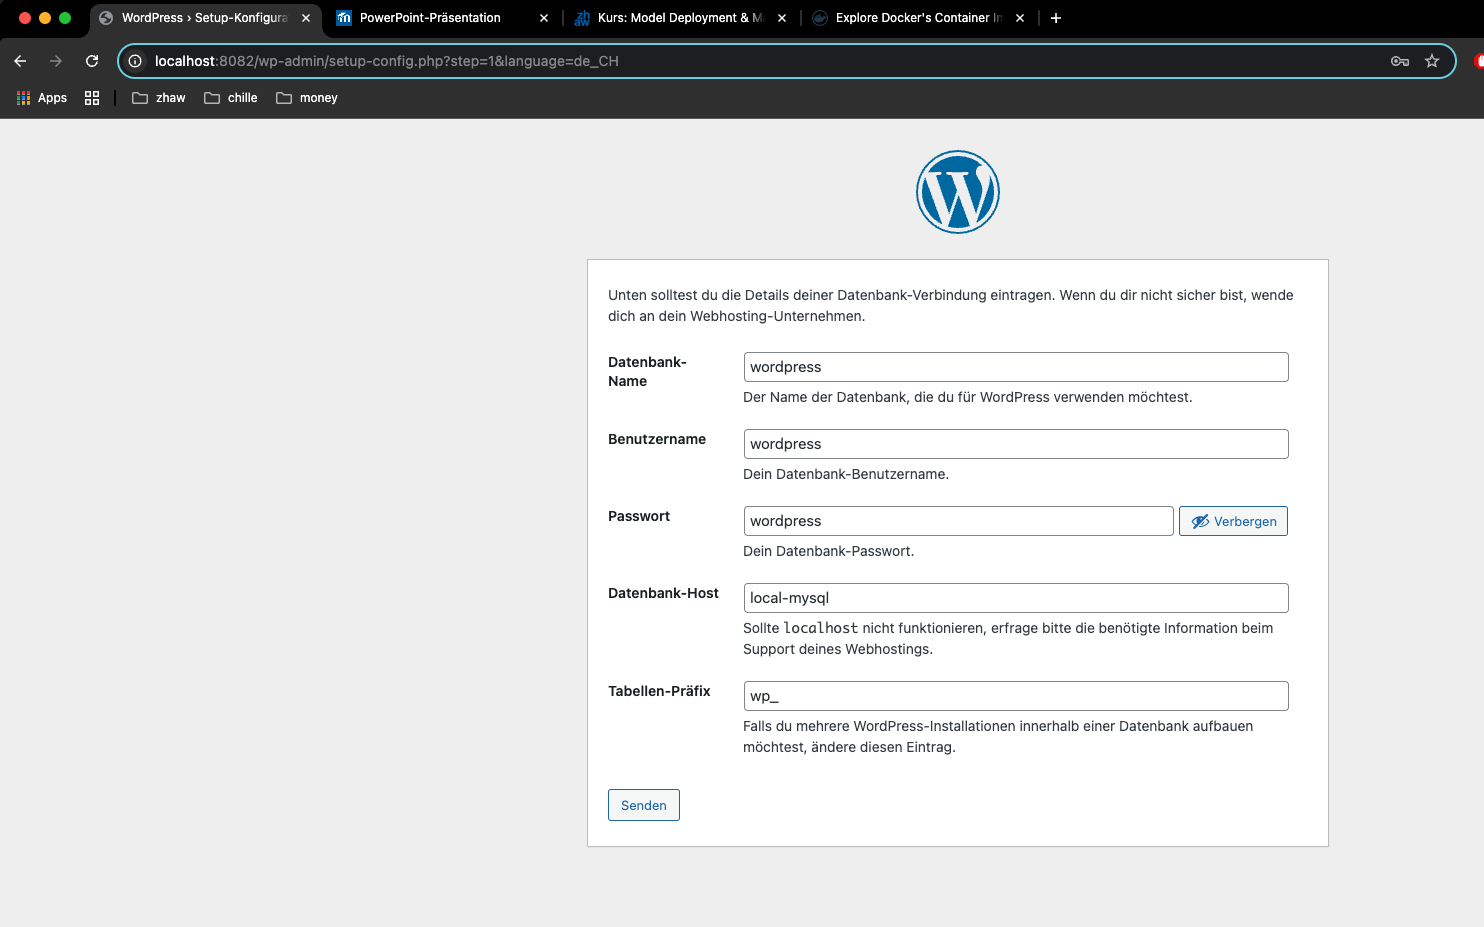 WordPress › Setup-Konfigura
PowerPoint-Präsentation
Kurs: Model Deployment & M
Explore Docker's Container Im
localhost:8082/wp-admin/setup-config.php?step=1&language=de_CH
Apps
zhaw
chille
money
Unten solltest du die Details deiner Datenbank-Verbindung eintragen. Wenn du dir nicht sicher bist, wende
dich an dein Webhosting-Unternehmen.
Datenbank-
Name
wordpress
Der Name der Datenbank, die du für WordPress verwenden möchtest.
Benutzername
wordpress
Dein Datenbank-Benutzername.
Passwort
wordpress
Verbergen
Dein Datenbank-Passwort.
Datenbank-Host
local-mysql
Sollte localhost nicht funktionieren, erfrage bitte die benötigte Information beim
Support deines Webhostings.
Tabellen-Präfix
wp_
Falls du mehrere WordPress-Installationen innerhalb einer Datenbank aufbauen
möchtest, ändere diesen Eintrag.
Senden